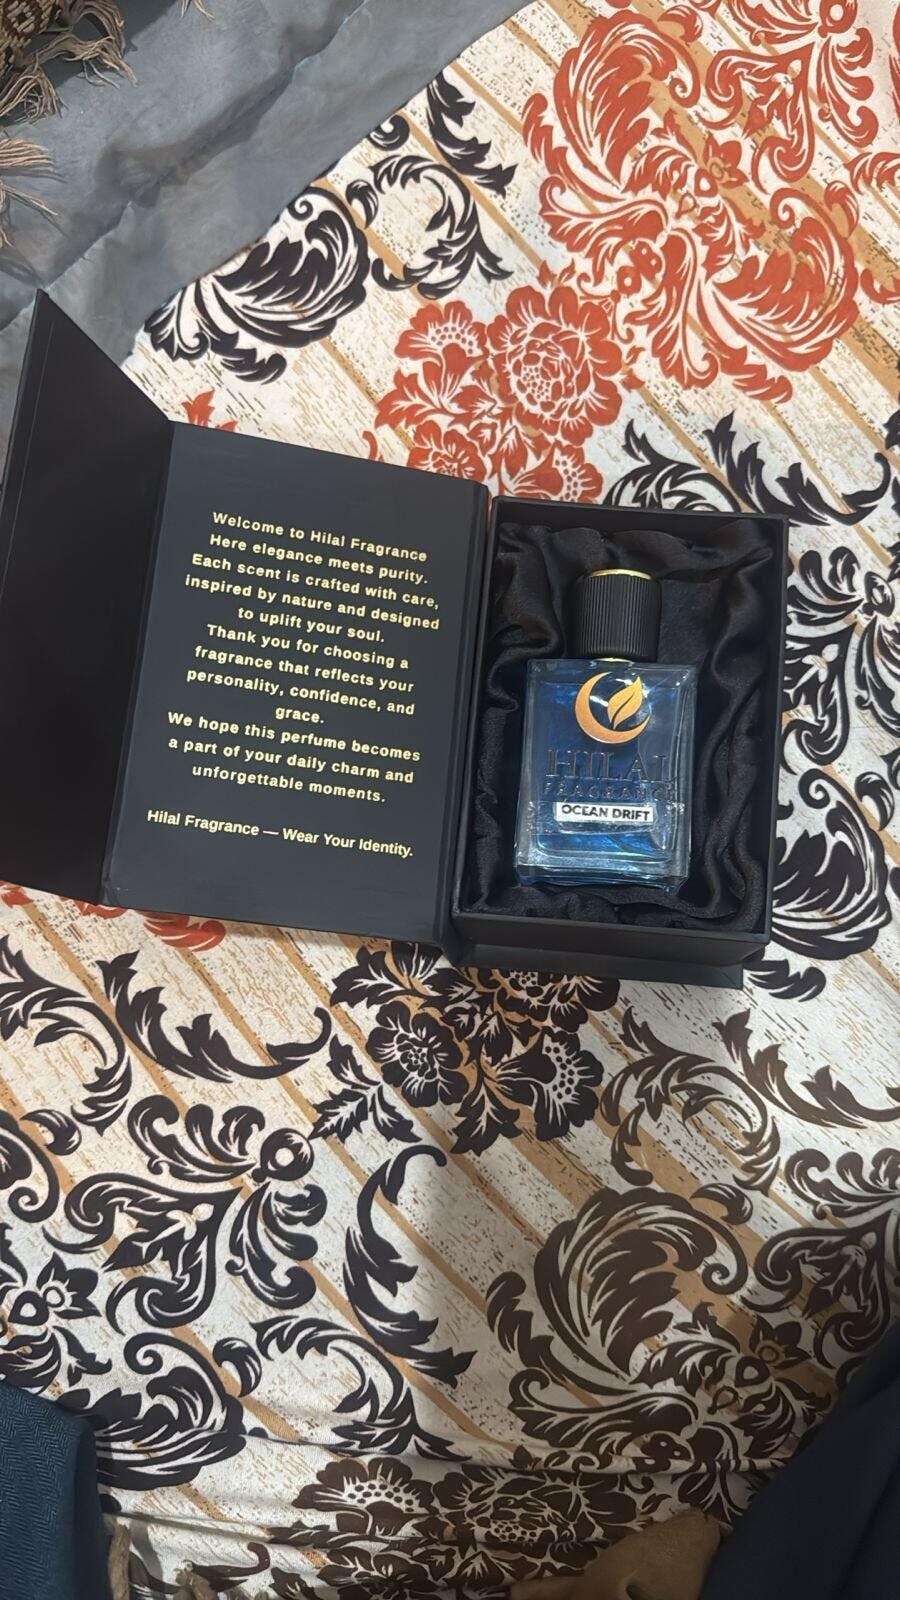 Welcome to Hilal Fragrance
Here elegance meets purity.
Each scent is crafted with care,
inspired by nature and designed
to uplift your soul.
Thank you for choosing a
fragrance that reflects your
personality, confidence, and
grace.
We hope this perfume becomes
a part of your daily charm and
unforgettable moments.
Hilal Fragrance — Wear Your Identity.
HILAL
FRAGRANCE
OCEAN DRIFT